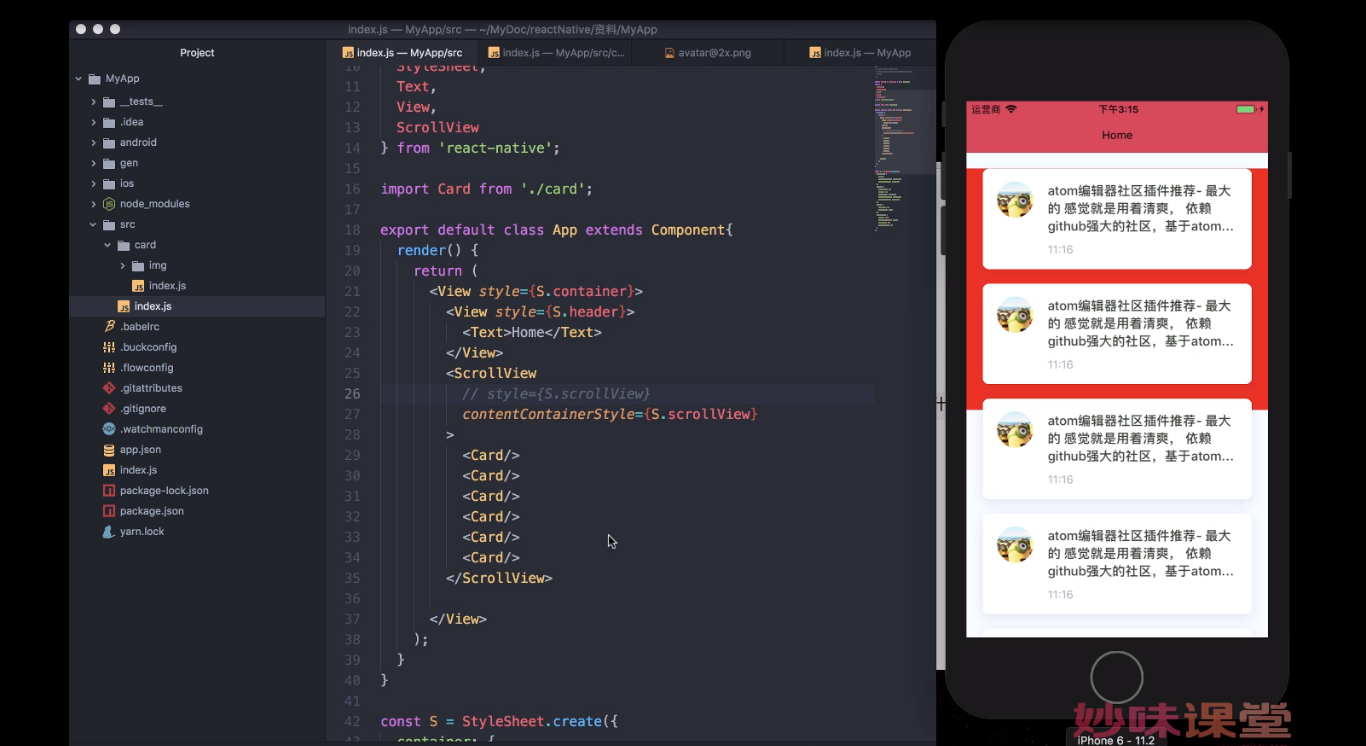 index.js — MyApp/src — ~/MyDoc/reactNative/资料/MyApp
Project
index.js — MyApp/src
index.js — MyApp/src/c...
avatar@2x.png
index.js — MyApp
MyApp
__tests__
.idea
android
gen
ios
node_modules
src
card
img
index.js
index.js
.babelrc
.buckconfig
.flowconfig
.gitattributes
.gitignore
.watchmanconfig
app.json
index.js
package-lock.json
package.json
yarn.lock
10 StyleSheet,
11 Text,
12 View,
13 ScrollView
14 } from 'react-native';
15
16 import Card from './card';
17
18 export default class App extends Component{
19 render() {
20 return (
21 <View style={S.container}>
22 <View style={S.header}>
23 <Text>Home</Text>
24 </View>
25 <ScrollView
26 // style={S.scrollView}
27 contentContainerStyle={S.scrollView}
28 >
29 <Card/>
30 <Card/>
31 <Card/>
32 <Card/>
33 <Card/>
34 <Card/>
35 </ScrollView>
36
37 </View>
38 );
39 }
40 }
41
42 const S = StyleSheet.create({
43 container: {
运营商 下午3:15
Home
atom编辑器社区插件推荐- 最大
的 感觉就是用着清爽， 依赖
github强大的社区，基于atom...
11:16
atom编辑器社区插件推荐- 最大
的 感觉就是用着清爽， 依赖
github强大的社区，基于atom...
11:16
atom编辑器社区插件推荐- 最大
的 感觉就是用着清爽， 依赖
github强大的社区，基于atom...
11:16
atom编辑器社区插件推荐- 最大
的 感觉就是用着清爽， 依赖
github强大的社区，基于atom...
11:16
妙味课堂
iPhone 6 - 11.2